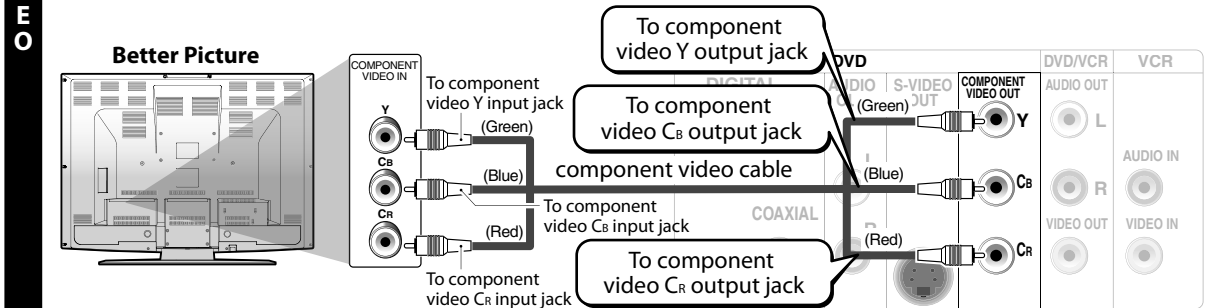 E
O
Better Picture
COMPONENT
VIDEO IN
Y
CB
CR
To component
video Y input jack
(Green)
(Blue)
(Red)
To component
video CB input jack
To component
video CR input jack
component video cable
To component
video Y output jack
To component
video CB output jack
To component
video CR output jack
(Green)
(Blue)
(Red)
DVD
DIGITAL
AUDIO
S-VIDEO
OUT
COAXIAL
L
R
COMPONENT
VIDEO OUT
Y
CB
CR
DVD/VCR
AUDIO OUT
L
R
VIDEO OUT
VCR
AUDIO IN
VIDEO IN